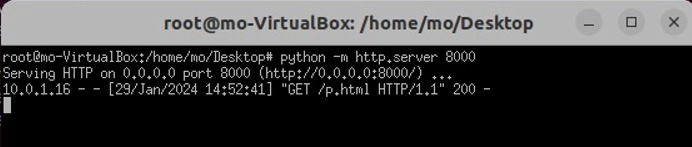 root@mo-VirtualBox: /home/mo/Desktop
root@mo-VirtualBox:/home/mo/Desktop# python -m http.server 8000
Serving HTTP on 0.0.0.0 port 8000 (http://0.0.0.0:8000/) ...
10.0.1.16 - - [29/Jan/2024 14:52:41] "GET /p.html HTTP/1.1" 200 -